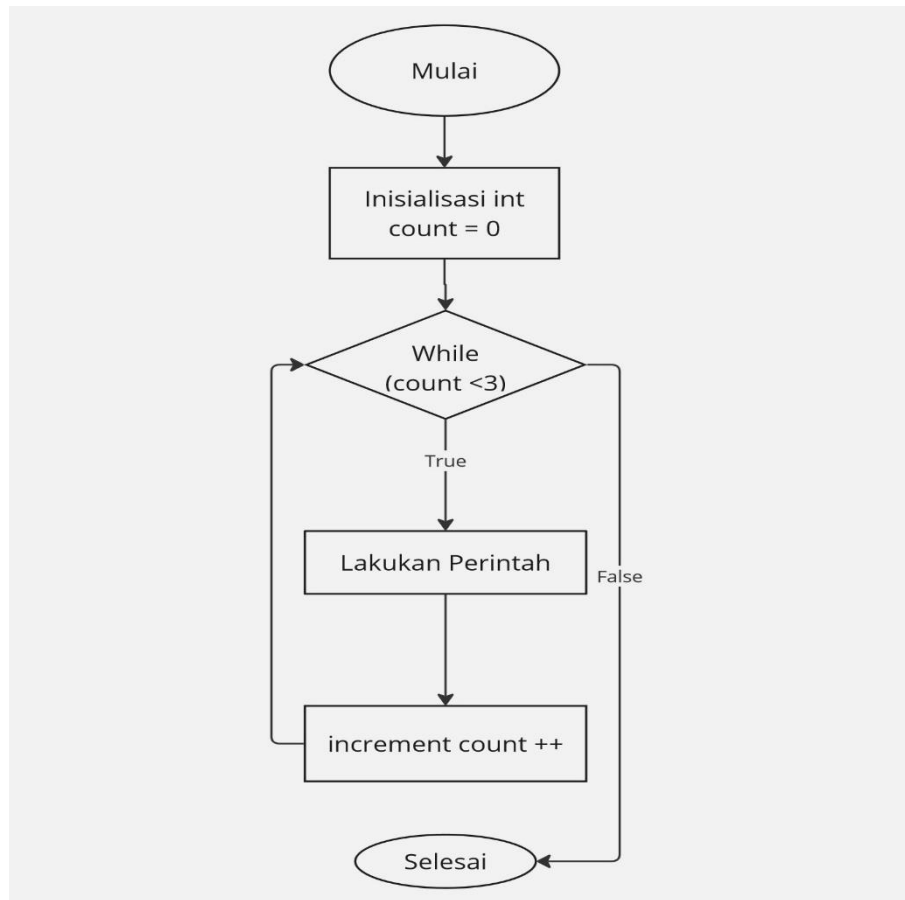 Mulai
Inisialisasi int
count = 0
While
(count <3)
True
Lakukan Perintah
False
increment count ++
Selesai